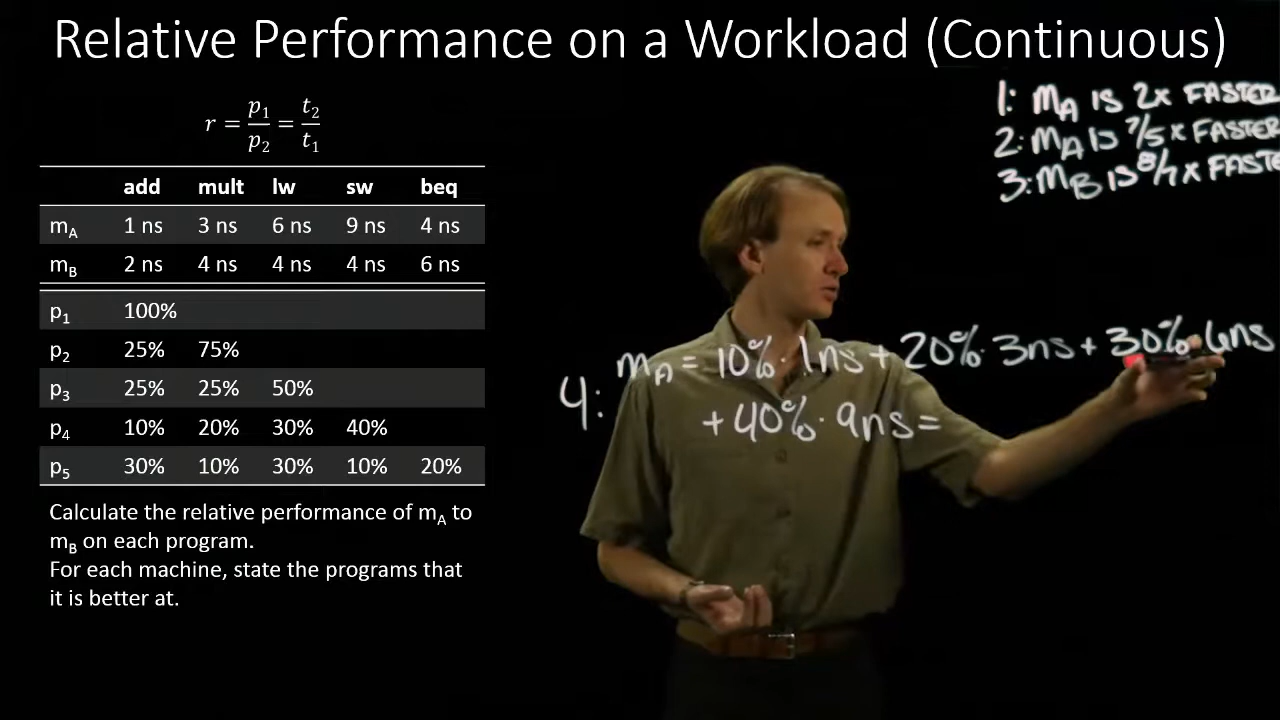 Relative Performance on a Workload (Continuous)
r = p₁/p₂ = t₂/t₁
add mult lw sw beq
mA 1 ns 3 ns 6 ns 9 ns 4 ns
mB 2 ns 4 ns 4 ns 4 ns 6 ns
p₁ 100%
p₂ 25% 75%
p₃ 25% 25% 50%
p₄ 10% 20% 30% 40%
p₅ 30% 10% 30% 10% 20%
Calculate the relative performance of mA to
mB on each program.
For each machine, state the programs that
it is better at.
1: MA IS 2x FASTER
2: MA IS 7/5 x FASTER
3: MB IS 8/7 x FASTE
4: mA = 10% · 1ns + 20% · 3ns + 30% · 6ns
+ 40% · 9ns =